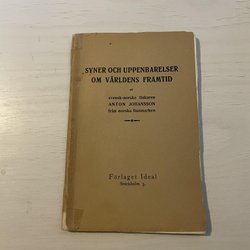 SYNER OCH UPPENBARELSER
OM VÄRLDENS FRAMTID
av
svensk-norske fiskaren
ANTON JOHANSSON
från norska finnmarken
Förlaget Ideal
Stockholm 3.